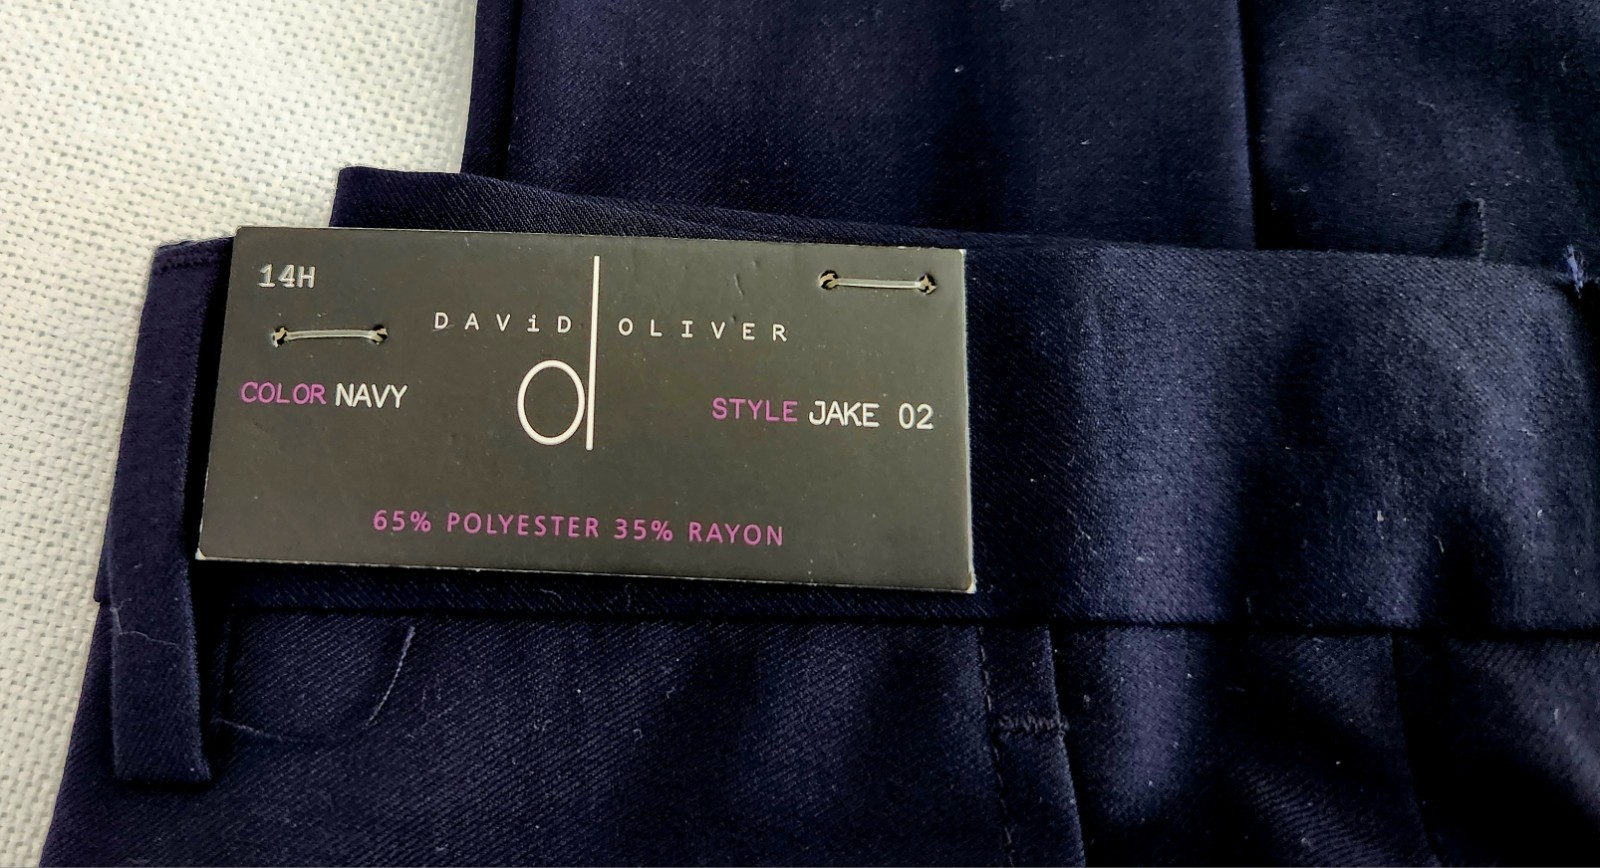 14H
DAViD OLIVER
COLOR NAVY
STYLE JAKE 02
65% POLYESTER 35% RAYON